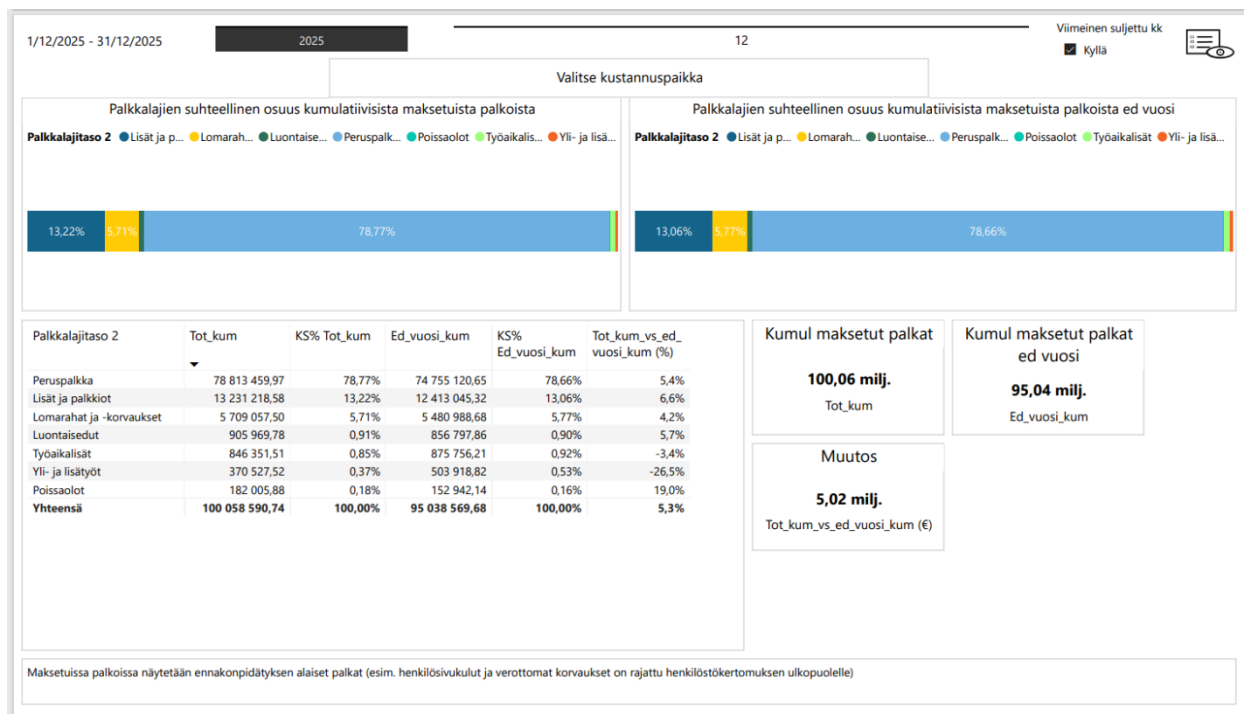 1/12/2025 - 31/12/2025
2025
12
Viimeinen suljettu kk
Kyllä
Valitse kustannuspaikka
Palkkalajien suhteellinen osuus kumulatiivisista maksetuista palkoista
Palkkalajitaso 2 Lisät ja p... Lomarah... Luontaise... Peruspalk... Poissaolot Työaikalis... Yli- ja lisä...
13,22% 5,71% 78,77%
Palkkalajien suhteellinen osuus kumulatiivisista maksetuista palkoista ed vuosi
Palkkalajitaso 2 Lisät ja p... Lomarah... Luontaise... Peruspalk... Poissaolot Työaikalisät Yli- ja lisä...
13,06% 5,77% 78,66%
Palkkalajitaso 2 Tot_kum KS% Tot_kum Ed_vuosi_kum KS% Tot_kum_vs_ed_
Ed_vuosi_kum vuosi_kum (%)
Peruspalkka 78 813 459,97 78,77% 74 755 120,65 78,66% 5,4%
Lisät ja palkkiot 13 231 218,58 13,22% 12 413 045,32 13,06% 6,6%
Lomarahat ja -korvaukset 5 709 057,50 5,71% 5 480 988,68 5,77% 4,2%
Luontaisedut 905 969,78 0,91% 856 797,86 0,90% 5,7%
Työaikalisät 846 351,51 0,85% 875 756,21 0,92% -3,4%
Yli- ja lisätyöt 370 527,52 0,37% 503 918,82 0,53% -26,5%
Poissaolot 182 005,88 0,18% 152 942,14 0,16% 19,0%
Yhteensä 100 058 590,74 100,00% 95 038 569,68 100,00% 5,3%
Kumul maksetut palkat
100,06 milj.
Tot_kum
Kumul maksetut palkat
ed vuosi
95,04 milj.
Ed_vuosi_kum
Muutos
5,02 milj.
Tot_kum_vs_ed_vuosi_kum (€)
Maksetuissa palkoissa näytetään ennakonpidätyksen alaiset palkat (esim. henkilösivukulut ja verottomat korvaukset on rajattu henkilöstökertomuksen ulkopuolelle)